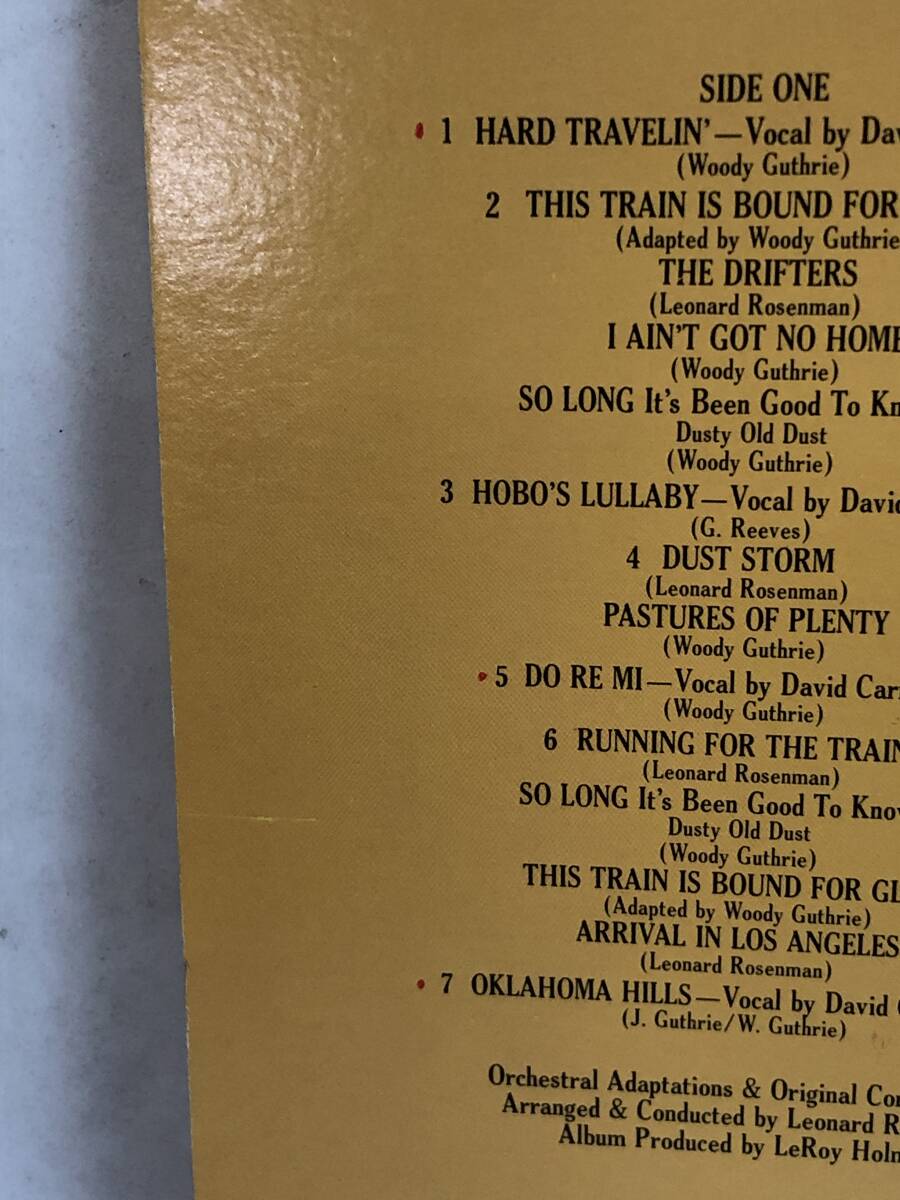 SIDE ONE
1 HARD TRAVELIN'—Vocal by
(Woody Guthrie)
2 THIS TRAIN IS BOUND FOR
(Adapted by Woody Guthrie
THE DRIFTERS
(Leonard Rosenman)
I AIN'T GOT NO HOME
(Woody Guthrie)
SO LONG It's Been Good To
Dusty Old Dust
(Woody Guthrie)
3 HOBO'S LULLABY—Vocal by David
(G. Reeves)
4 DUST STORM
(Leonard Rosenman)
PASTURES OF PLENTY
(Woody Guthrie)
5 DO RE MI—Vocal by David
(Woody Guthrie)
6 RUNNING FOR THE TRAIN
(Leonard Rosenman)
SO LONG It's Been Good To
Dusty Old Dust
(Woody Guthrie)
THIS TRAIN IS BOUND FOR
(Adapted by Woody Guthrie)
ARRIVAL IN LOS ANGELES
(Leonard Rosenman)
7 OKLAHOMA HILLS—Vocal by David
(J. Guthrie/W. Guthrie)
Orchestral Adaptations & Original
Arranged & Conducted by Leonard
Album Produced by LeRoy